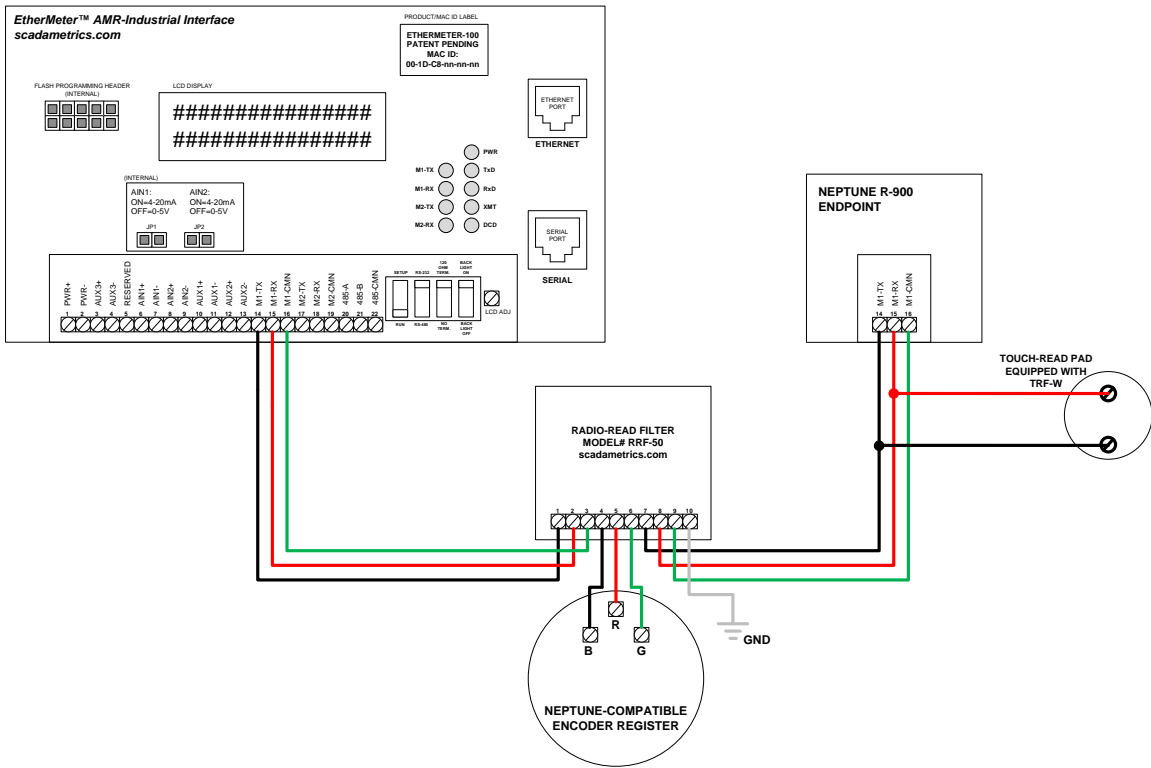 EtherMeter™ AMR-Industrial Interface
scadametrics.com
PRODUCT/MAC ID LABEL
ETHERMETER-100
PATENT PENDING
MAC ID:
00-1D-C8-nn-nn-nn
FLASH PROGRAMMING HEADER
(INTERNAL)
LCD DISPLAY
################
################
ETHERNET
PORT
ETHERNET
PWR
M1-TX
TxD
M1-RX
RxD
M2-TX
XMT
M2-RX
DCD
(INTERNAL)
AIN1:
ON=4-20mA
OFF=0-5V
JP1
AIN2:
ON=4-20mA
OFF=0-5V
JP2
SERIAL
PORT
SERIAL
PWR+
PWR-
AUX3+
AUX3-
RESERVED
AIN1+
AIN1-
AIN2+
AIN2-
AUX1+
AUX1-
AUX2+
AUX2-
M1-TX
M1-RX
M1-CMN
M2-TX
M2-RX
M2-CMN
485-A
485-B
485-CMN
1 2 3 4 5 6 7 8 9 10 11 12 13 14 15 16 17 18 19 20 21 22
SETUP
RUN
RS-232
RS-485
120
OHM
TERM.
NO
TERM.
BACK
LIGHT
ON
BACK
LIGHT
OFF
LCD ADJ
NEPTUNE R-900
ENDPOINT
M1-TX
M1-RX
M1-CMN
14 15 16
TOUCH-READ PAD
EQUIPPED WITH
TRF-W
RADIO-READ FILTER
MODEL# RRF-50
scadametrics.com
1 2 3 4 5 6 7 8 9 10
R
B
G
GND
NEPTUNE-COMPATIBLE
ENCODER REGISTER